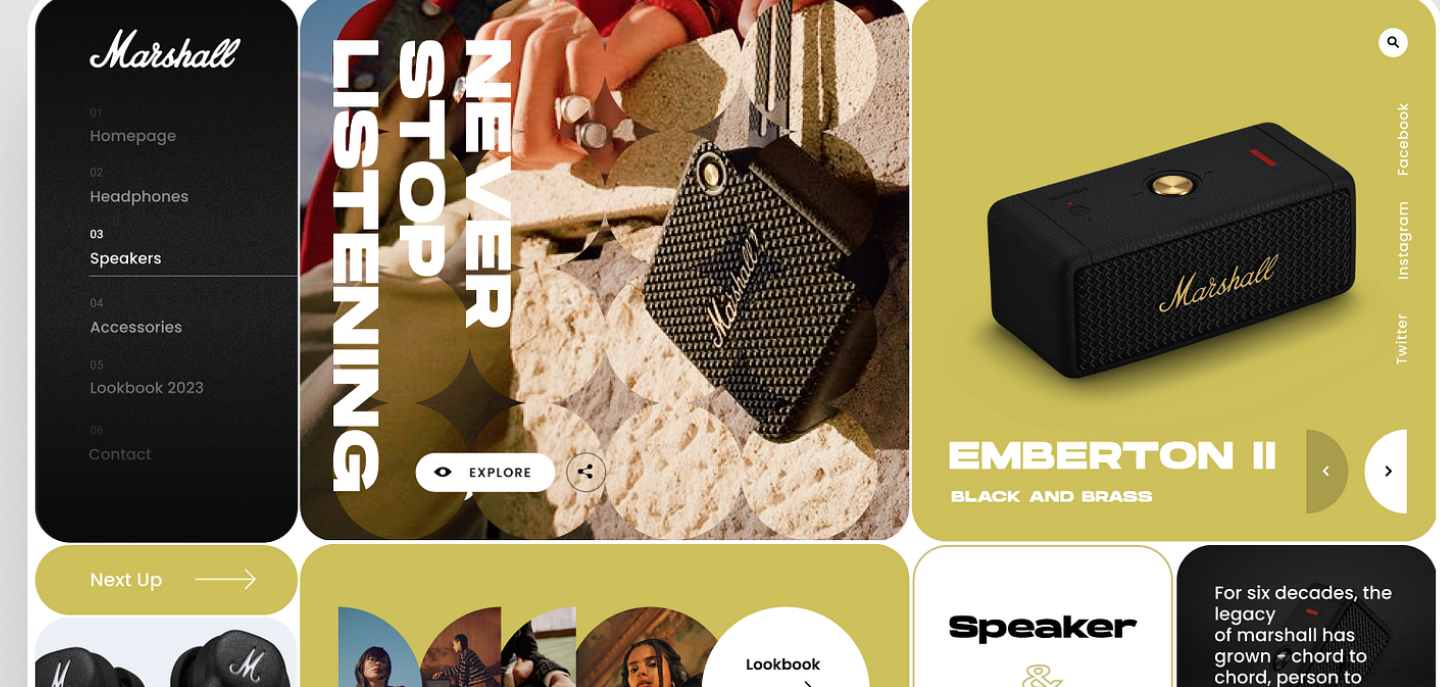 Marshall
01
Homepage
02
Headphones
03
Speakers
04
Accessories
05
Lookbook 2023
06
Contact
Next Up
M
M
NEVER
STOP
LISTENING
Marshall
EXPLORE
Lookbook
Facebook
Instagram
Twitter
Marshall
EMBERTON II
BLACK AND BRASS
Speaker
&
For six decades, the
legacy
of marshall has
grown - chord to
chord, person to